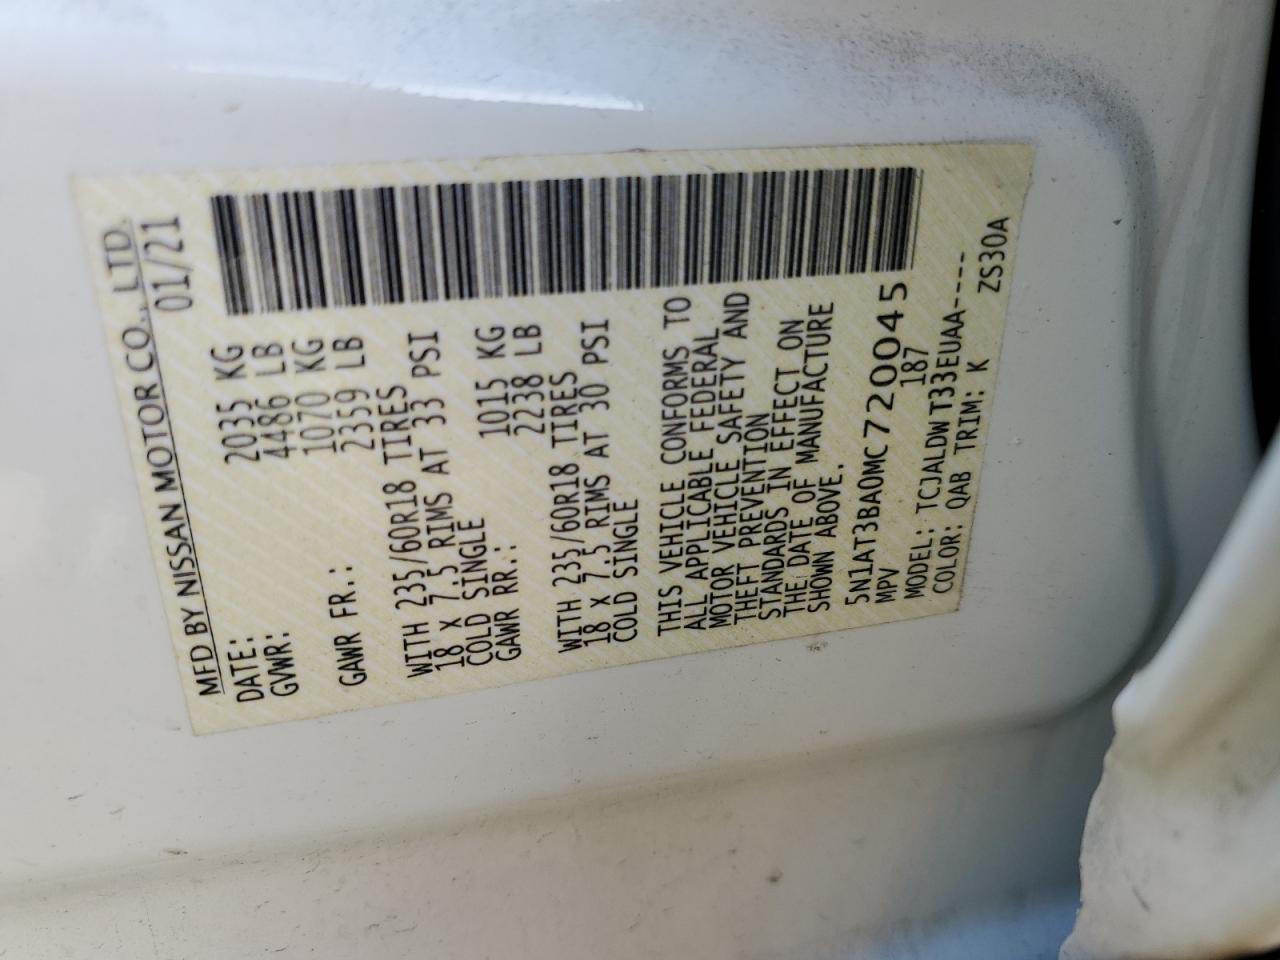 MFD BY NISSAN MOTOR CO., LTD.
DATE: 01/21
GVWR: 2035 KG
4486 LB
1070 KG
GAWR FR.: 2359 LB
WITH 235/60R18 TIRES
18 X 7.5 RIMS AT 33 PSI
COLD SINGLE
GAWR RR.: 1015 KG
2238 LB
WITH 235/60R18 TIRES
18 X 7.5 RIMS AT 30 PSI
COLD SINGLE
THIS VEHICLE CONFORMS TO
ALL APPLICABLE FEDERAL
MOTOR VEHICLE SAFETY AND
THEFT PREVENTION
STANDARDS IN EFFECT ON
THE DATE OF MANUFACTURE
SHOWN ABOVE.
5N1AT3BA0MC720045
MPV 187
MODEL: TCJALDW T33EUAA----
COLOR: QAB TRIM: K
ZS30A